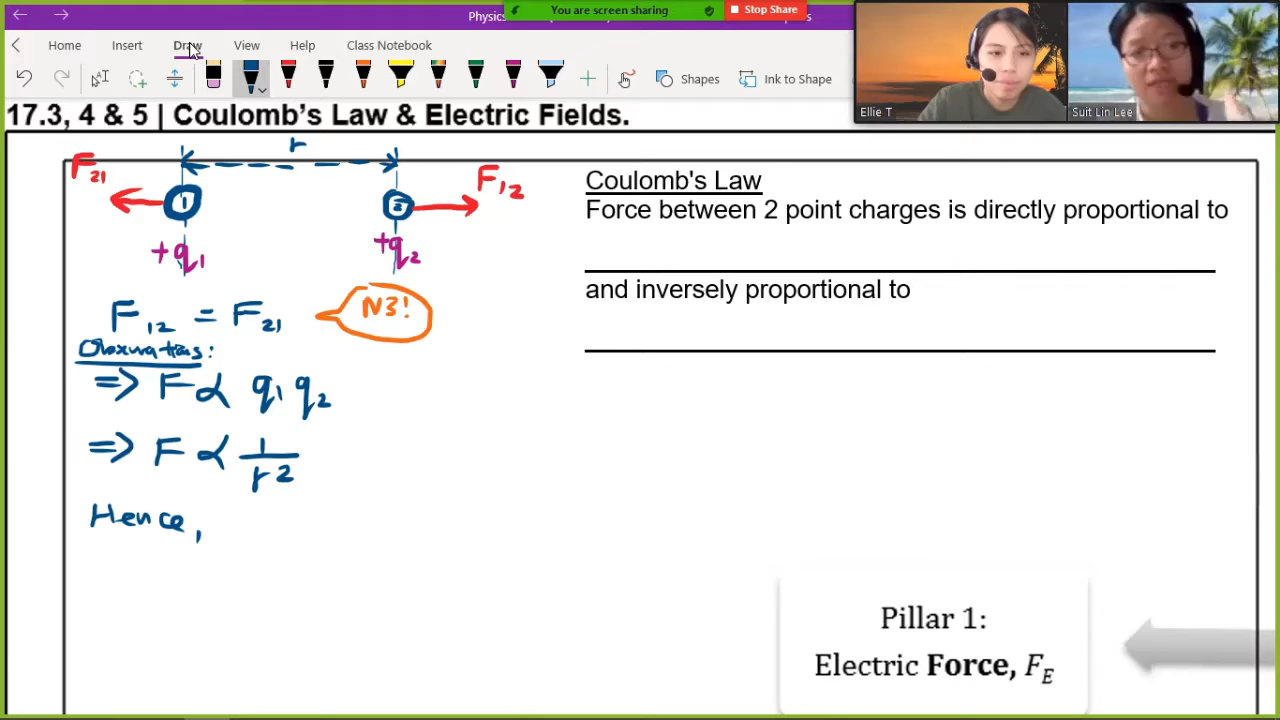 Physics
You are screen sharing
Stop Share
Home Insert Draw View Help Class Notebook
Shapes Ink to Shape
Ellie T
Suit Lin Lee
17.3, 4 & 5 | Coulomb's Law & Electric Fields.
r
F₂₁
F₁₂
1
2
+q₁
+q₂
F₁₂ = F₂₁
N3!
Observations:
⇒ F ∝ q₁ q₂
⇒ F ∝ 1/r²
Hence,
Coulomb's Law
Force between 2 point charges is directly proportional to
and inversely proportional to
Pillar 1:
Electric Force, F_E